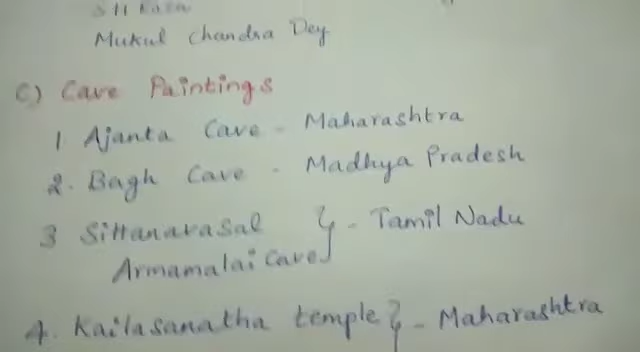 Mukul Chandra Dey
C) Cave Paintings
1 Ajanta Cave - Maharashtra
2. Bagh Cave - Madhya Pradesh
3 Sittanavasal } - Tamil Nadu
Armamalai Cave
4. Kailasanatha temple } - Maharashtra